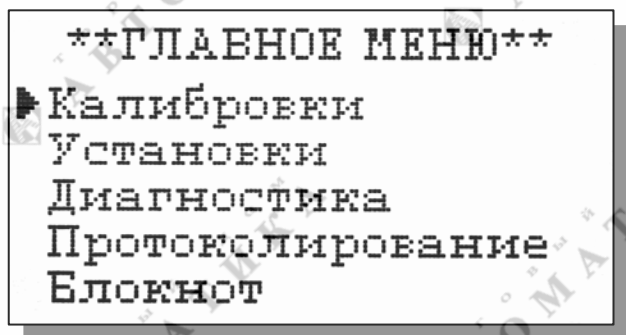 **ГЛАВНОЕ МЕНЮ**
Калибровки
Установки
Диагностика
Протоколирование
Блокнот